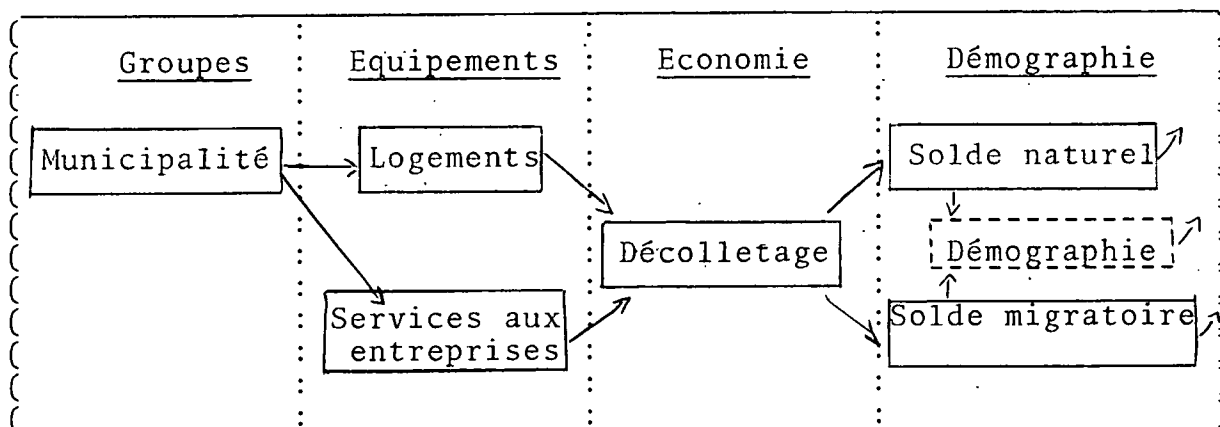 Groupes
Equipements
Economie
Démographie
Municipalité
Logements
Services aux
entreprises
Décolletage
Solde naturel
Démographie
Solde migratoire